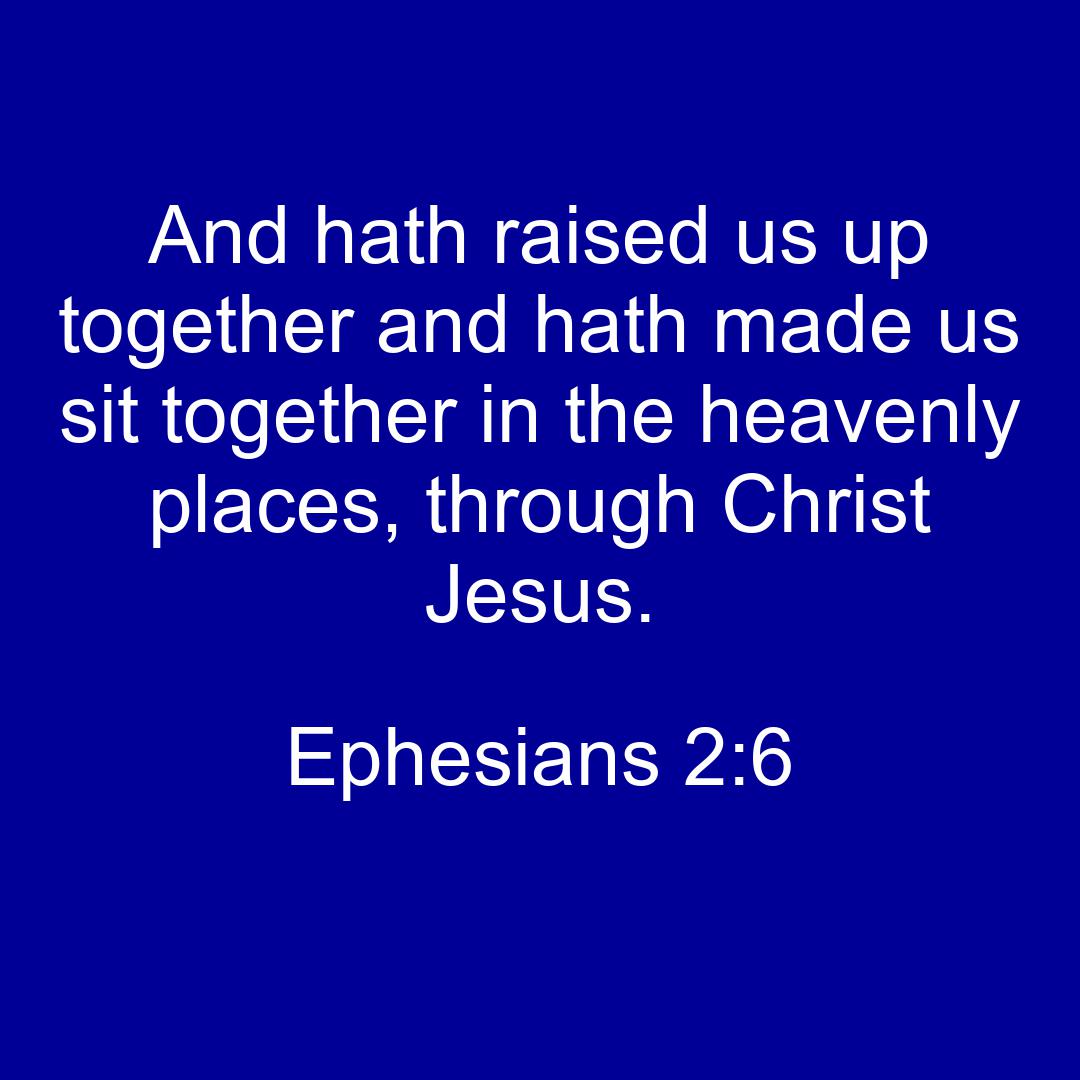 And hath raised us up
together and hath made us
sit together in the heavenly
places, through Christ
Jesus.
Ephesians 2:6